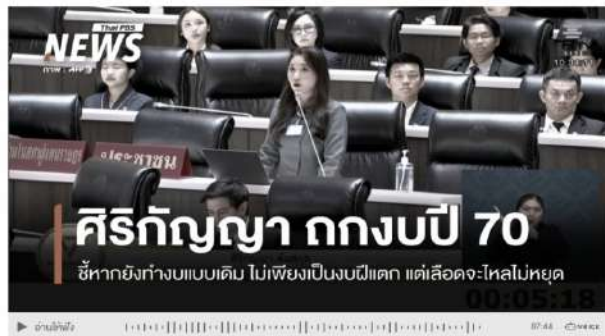 Thai PBS
NEWS
ประชาชน
ศิริกัญญา ถกงบปี 70
ชี้หากยังทำงบแบบเดิม ไม่เพียงเป็นงบฝีแตก แต่เลือดจะไหลไม่หยุด
00:05:18
อ่านให้ฟัง
07:44